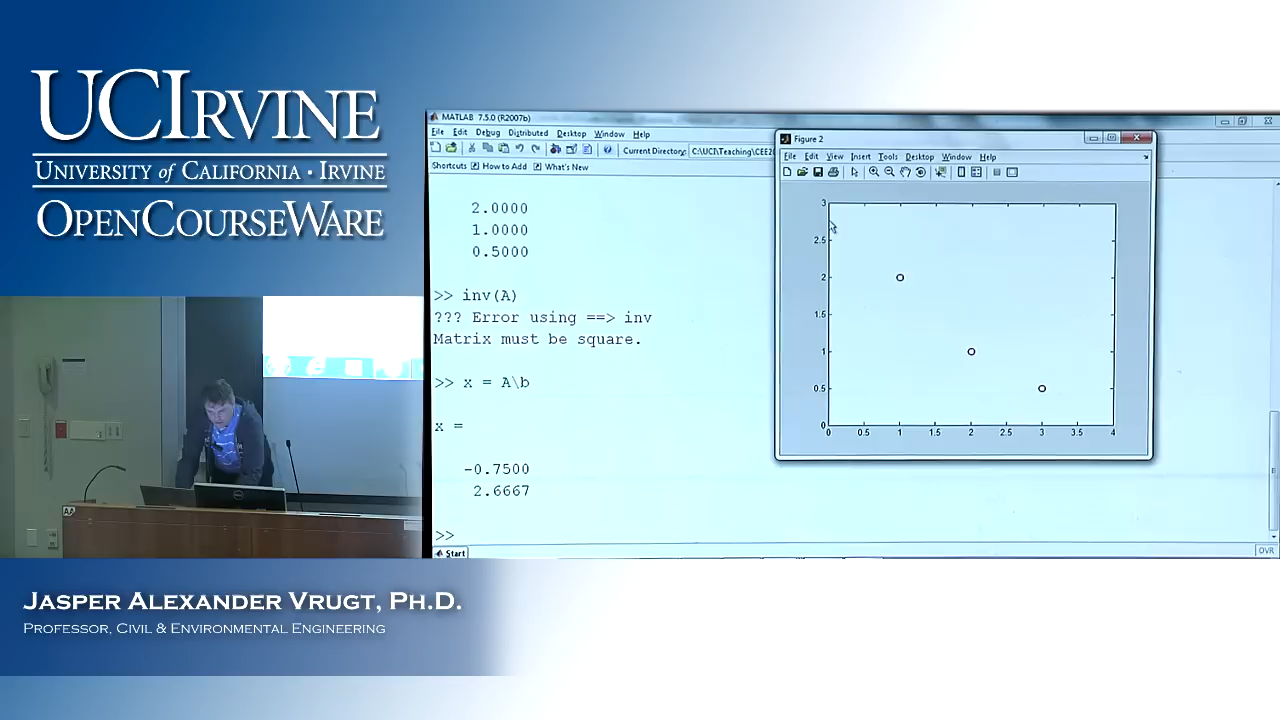 UCIRVINE
UNIVERSITY of CALIFORNIA · IRVINE
OPENCOURSEWARE
MATLAB 7.5.0 (R2007b)
File Edit Debug Distributed Desktop Window Help
Current Directory: C:\UCI\Teaching\CEE20
Shortcuts How to Add What's New
2.0000
1.0000
0.5000
>> inv(A)
??? Error using ==> inv
Matrix must be square.
>> x = A\b
x =
-0.7500
2.6667
>>
Start
OVR
Figure 2
File Edit View Insert Tools Desktop Window Help
3
2.5
2
1.5
1
0.5
0
0 0.5 1 1.5 2 2.5 3 3.5 4
AA
DELL
JASPER ALEXANDER VRUGT, PH.D.
PROFESSOR, CIVIL & ENVIRONMENTAL ENGINEERING